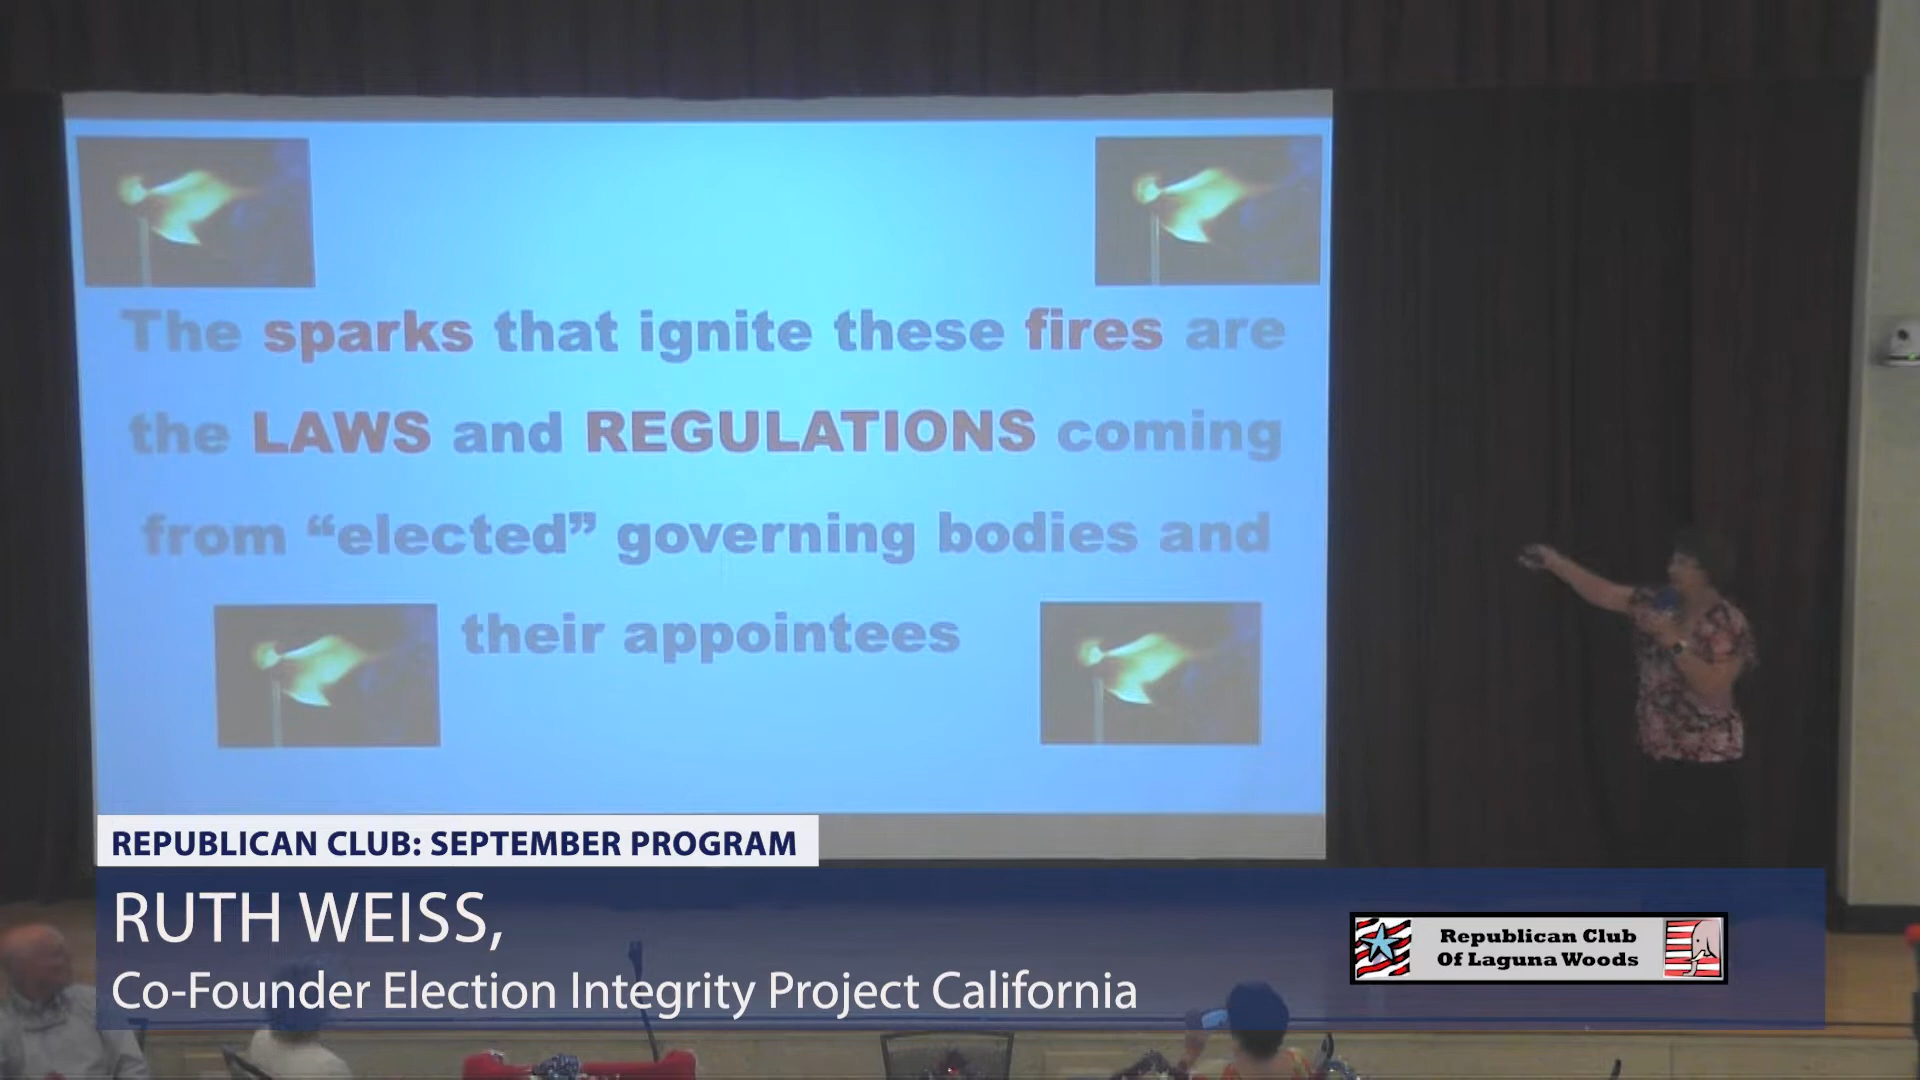 The sparks that ignite these fires are
the LAWS and REGULATIONS coming
from “elected” governing bodies and
their appointees
REPUBLICAN CLUB: SEPTEMBER PROGRAM
RUTH WEISS,
Co-Founder Election Integrity Project California
Republican Club
Of Laguna Woods